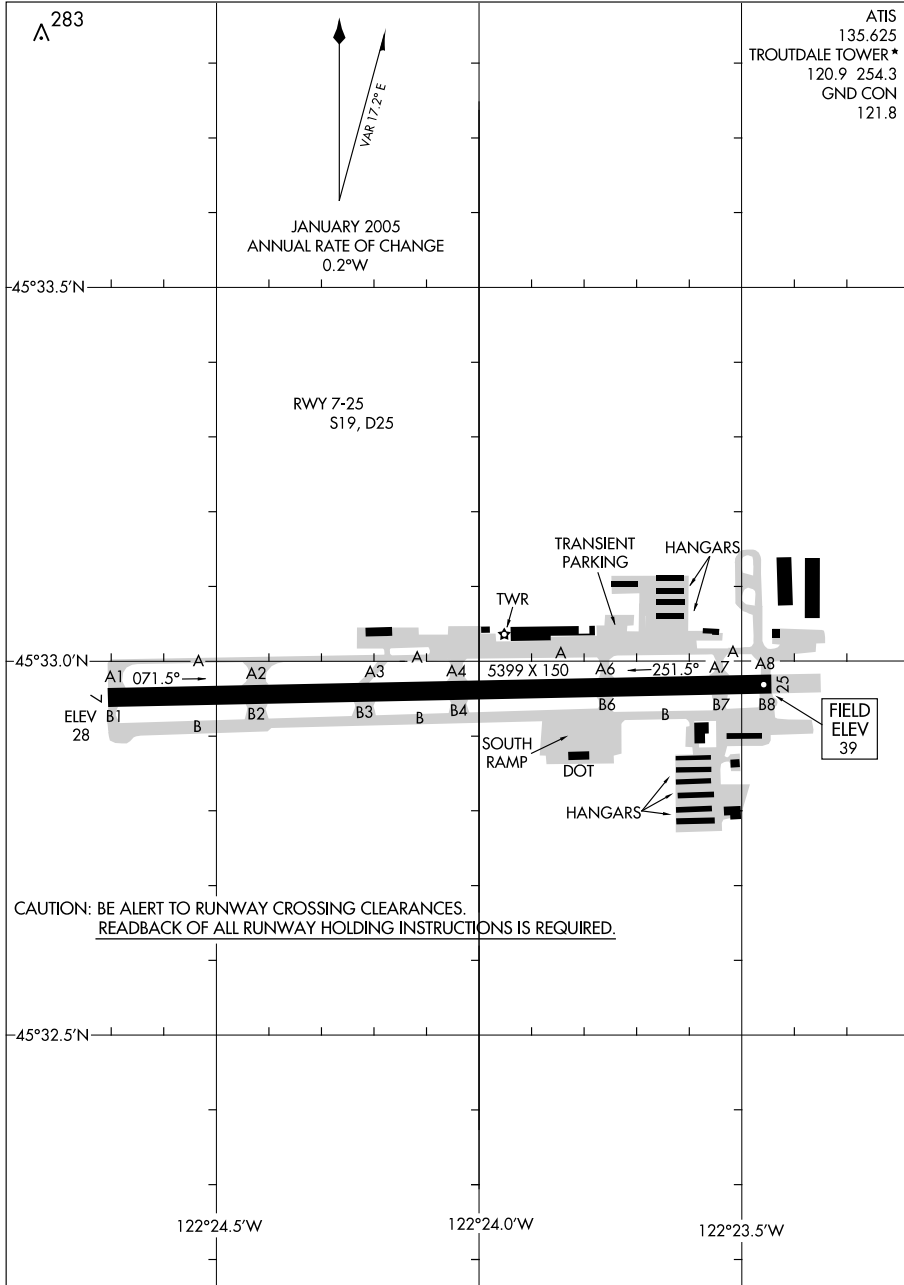 283
ATIS
135.625
TROUTDALE TOWER *
120.9 254.3
GND CON
121.8
VAR 17.2° E
JANUARY 2005
ANNUAL RATE OF CHANGE
0.2°W
45°33.5'N
RWY 7-25
S19, D25
TRANSIENT
PARKING
HANGARS
TWR
45°33.0'N
A
A
A
A
A1
071.5°
A2
A3
A4
5399 X 150
A6
251.5°
A7
A8
7
25
ELEV
28
B1
B
B2
B3
B
B4
B6
B
B7
B8
FIELD
ELEV
39
SOUTH
RAMP
DOT
HANGARS
CAUTION: BE ALERT TO RUNWAY CROSSING CLEARANCES.
READBACK OF ALL RUNWAY HOLDING INSTRUCTIONS IS REQUIRED.
45°32.5'N
122°24.5'W
122°24.0'W
122°23.5'W